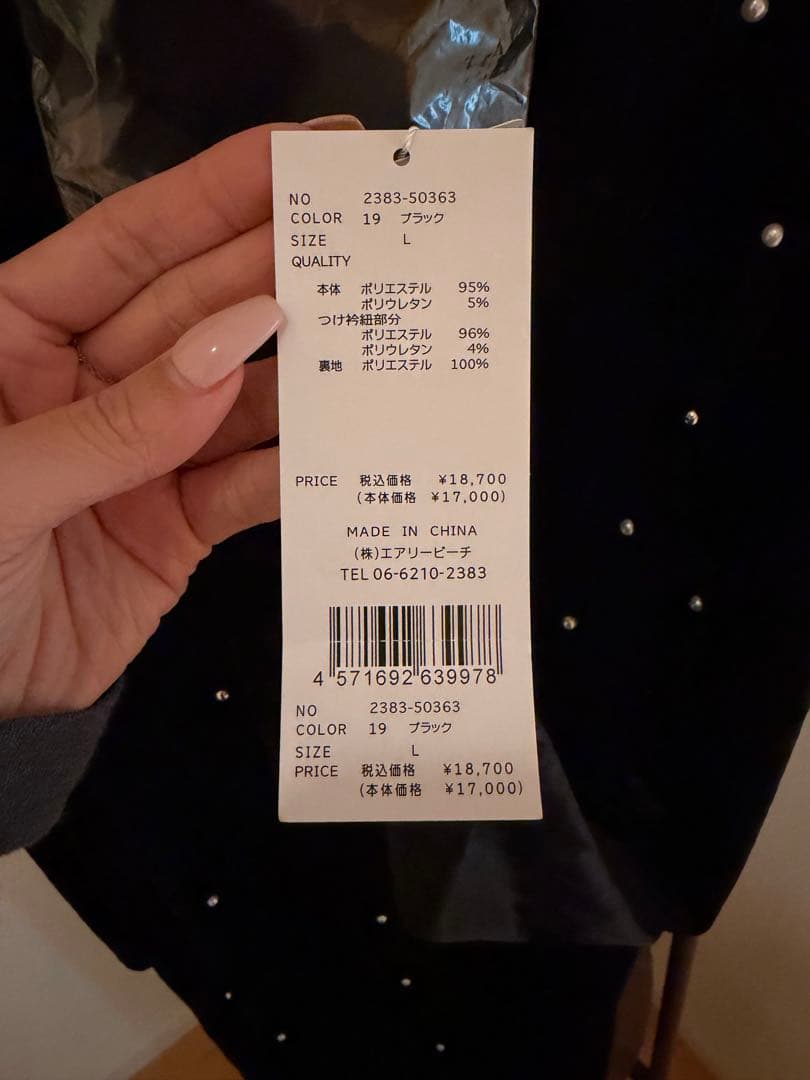 NO 2383-50363
COLOR 19 ブラック
SIZE L
QUALITY
本体 ポリエステル 95%
ポリウレタン 5%
つけ衿紐部分
ポリエステル 96%
ポリウレタン 4%
裏地 ポリエステル 100%
PRICE 税込価格 ¥18,700
(本体価格 ¥17,000)
MADE IN CHINA
(株)エアリーピーチ
TEL 06-6210-2383
4 571692 639978
NO 2383-50363
COLOR 19 ブラック
SIZE L
PRICE 税込価格 ¥18,700
(本体価格 ¥17,000)